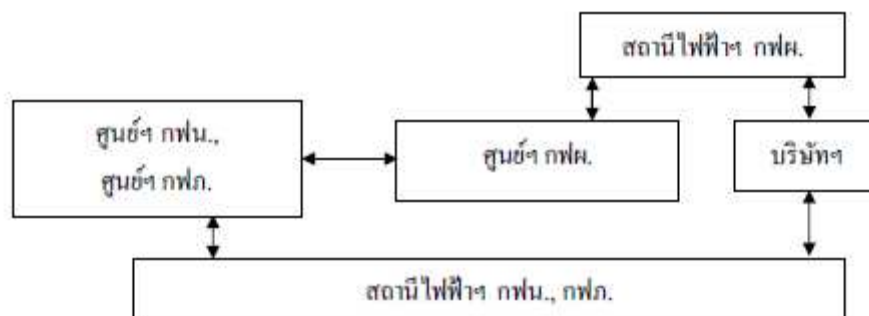 สถานีไฟฟ้าฯ กฟผ.
ศูนย์ฯ กฟน.,
ศูนย์ฯ กฟภ.
ศูนย์ฯ กฟผ.
บริษัทฯ
สถานีไฟฟ้าฯ กฟน., กฟภ.